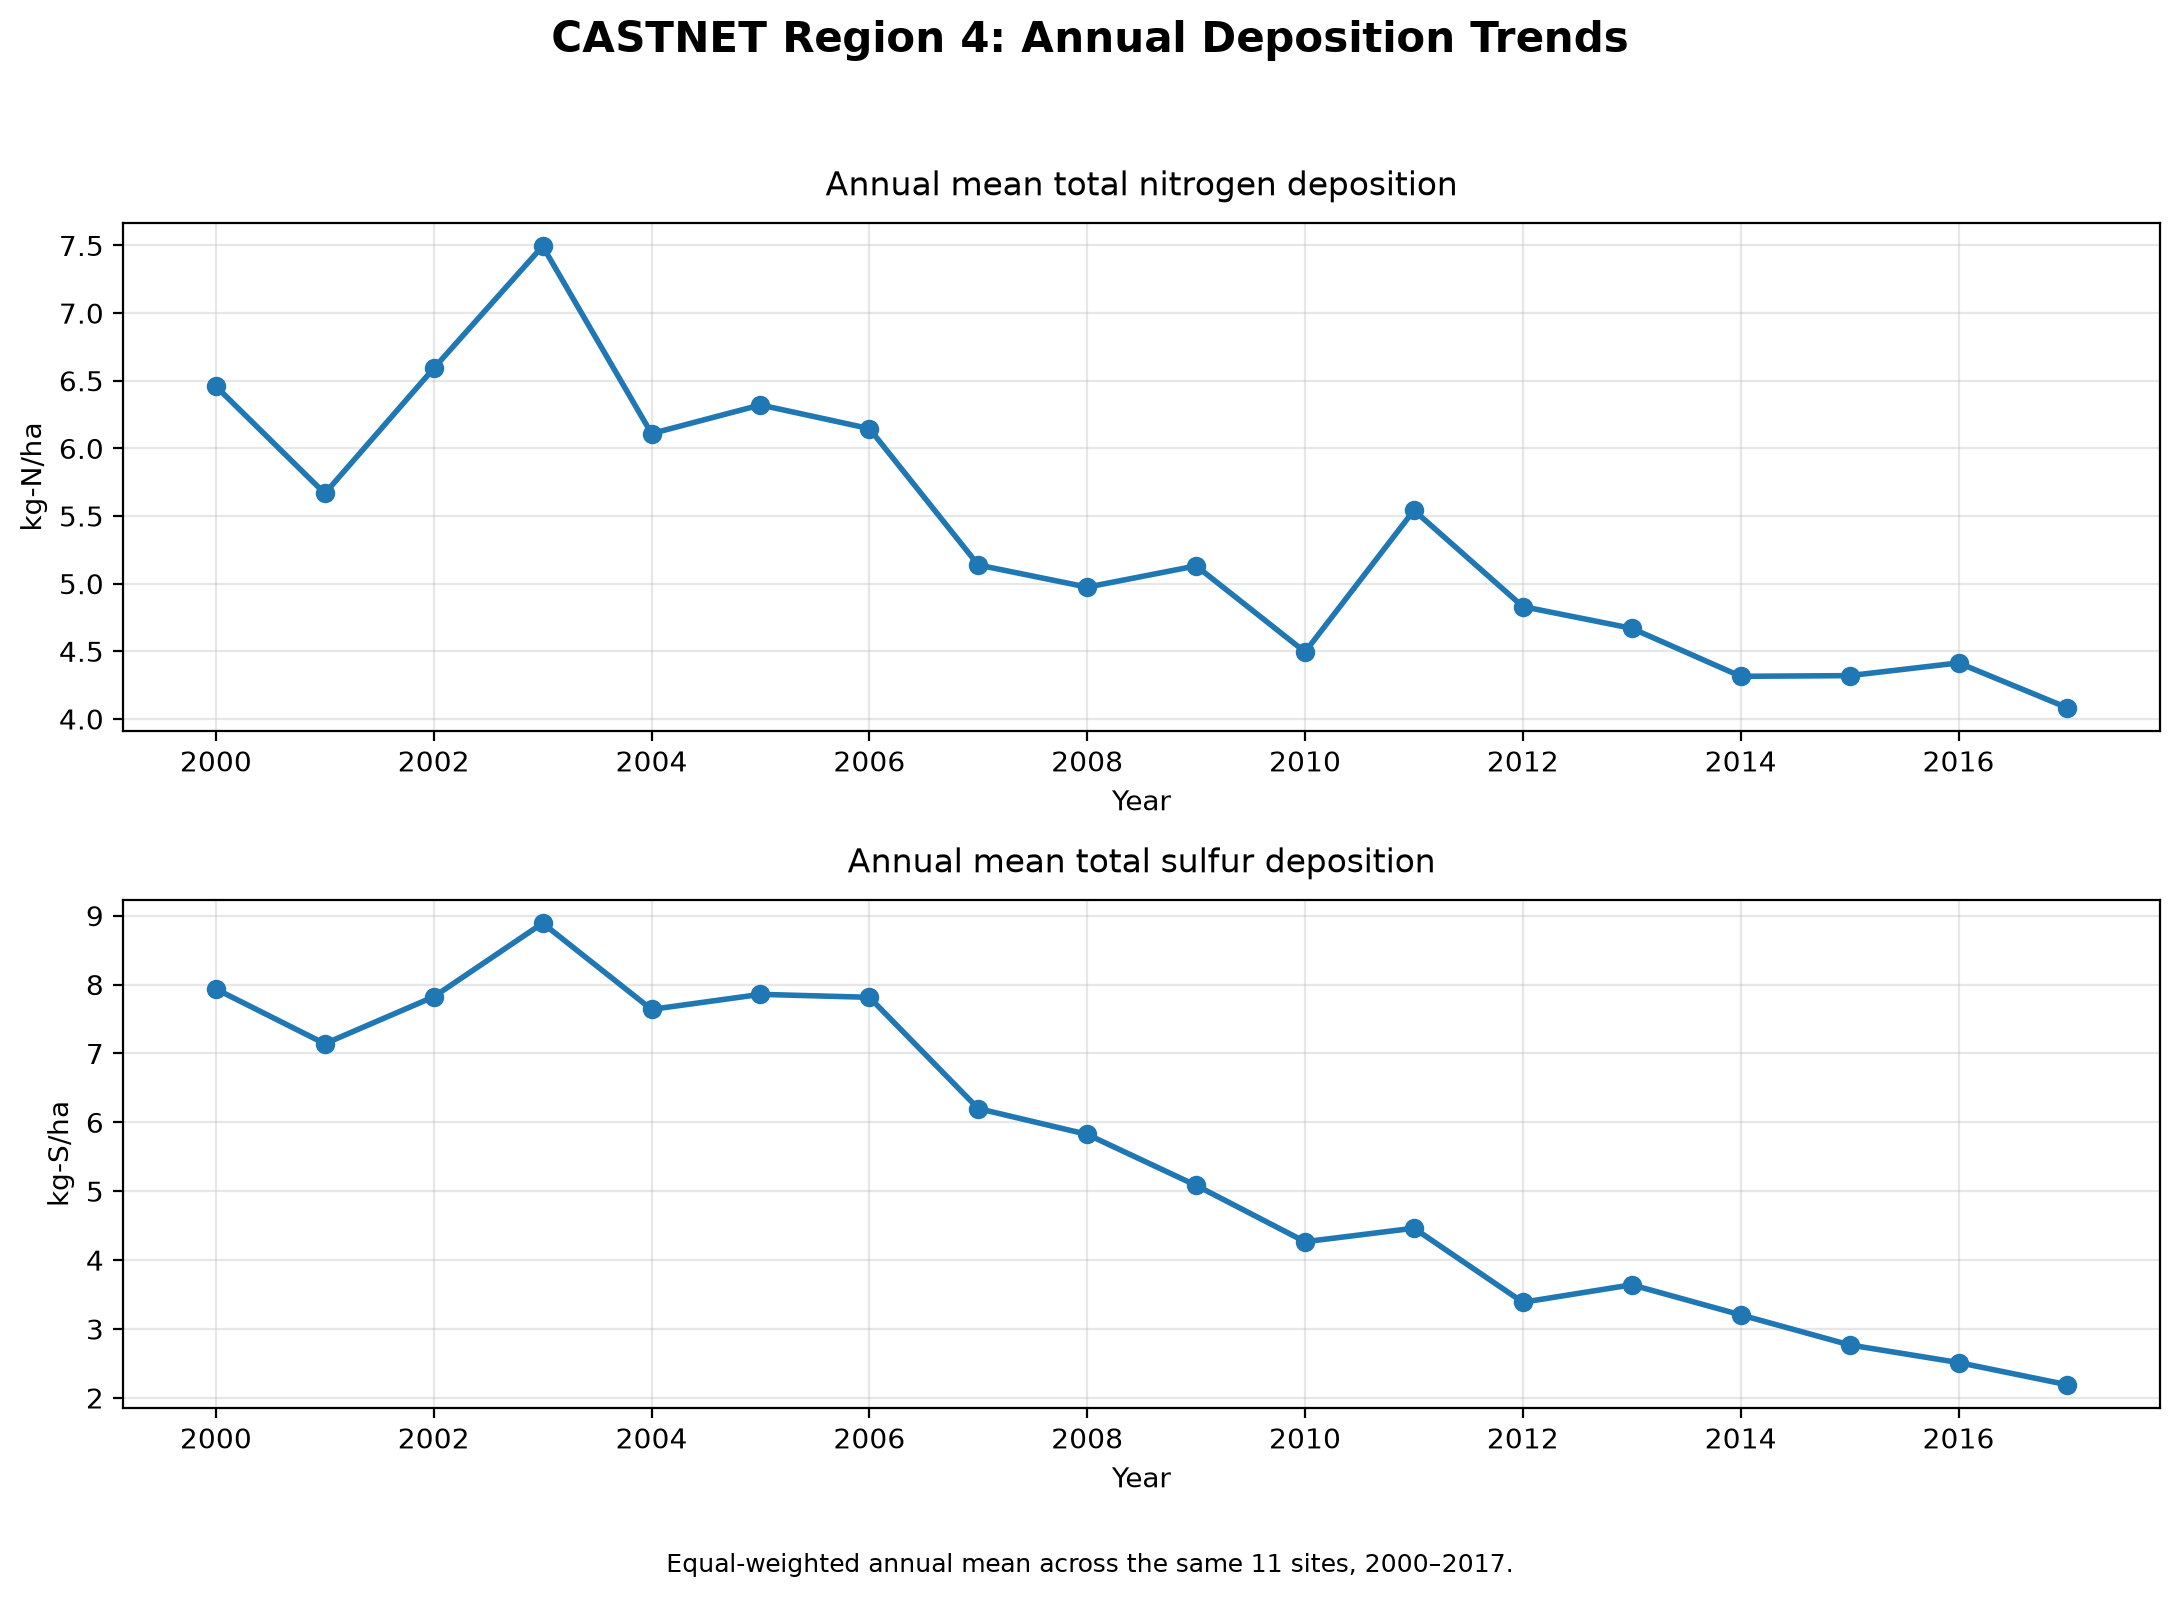 CASTNET Region 4: Annual Deposition Trends
Annual mean total nitrogen deposition
kg-N/ha
7.5
7.0
6.5
6.0
5.5
5.0
4.5
4.0
2000 2002 2004 2006 2008 2010 2012 2014 2016
Year
Annual mean total sulfur deposition
kg-S/ha
9
8
7
6
5
4
3
2
2000 2002 2004 2006 2008 2010 2012 2014 2016
Year
Equal-weighted annual mean across the same 11 sites, 2000–2017.